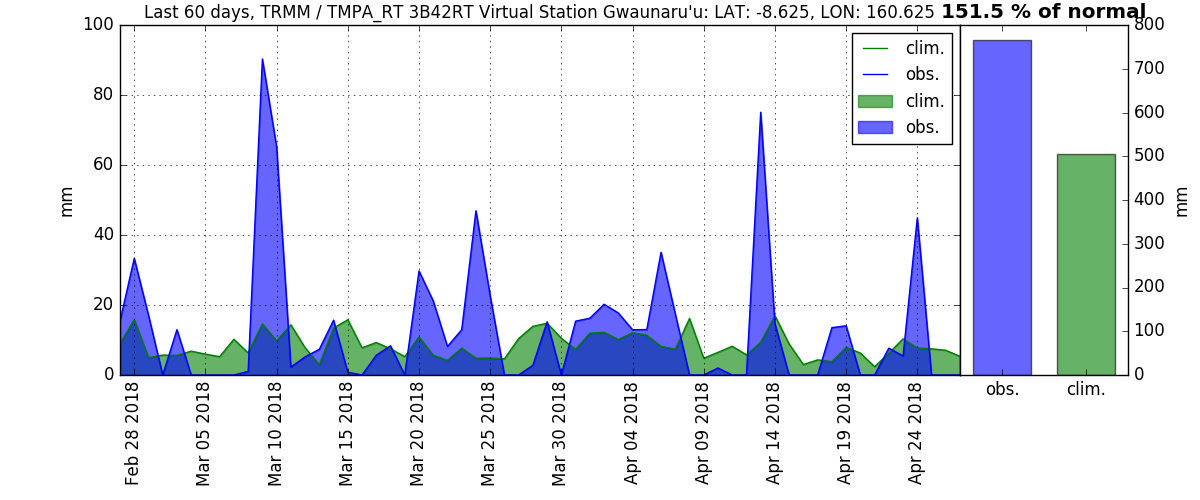 Last 60 days, TRMM / TMPA_RT 3B42RT Virtual Station Gwaunaru'u: LAT: -8.625, LON: 160.625 151.5 % of normal
100
80
60
40
20
0
mm
clim.
obs.
clim.
obs.
800
700
600
500
400
300
200
100
0
mm
obs.
clim.
Feb 28 2018
Mar 05 2018
Mar 10 2018
Mar 15 2018
Mar 20 2018
Mar 25 2018
Mar 30 2018
Apr 04 2018
Apr 09 2018
Apr 14 2018
Apr 19 2018
Apr 24 2018